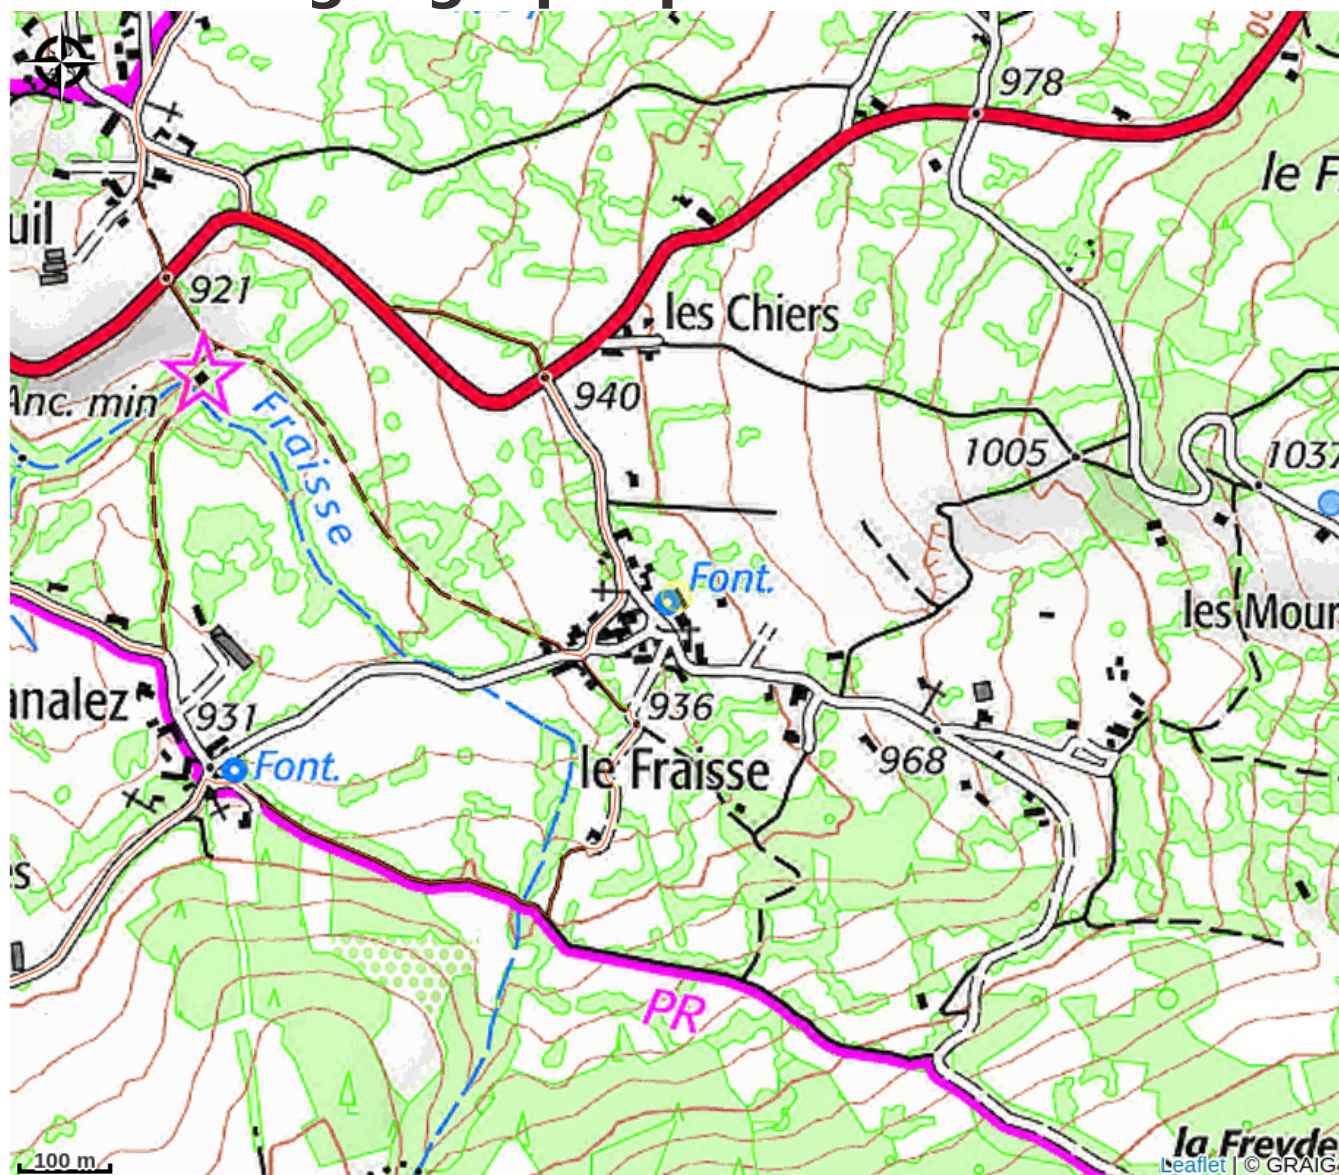 978
le F
uil
921
les Chiers
Anc. min
940
Fraisse
1005
1037
Font.
les Mour
analez
931
936
Font.
le Fraisse
968
es
PR
la Freyde
100 m
Leaflet | © GRAIG